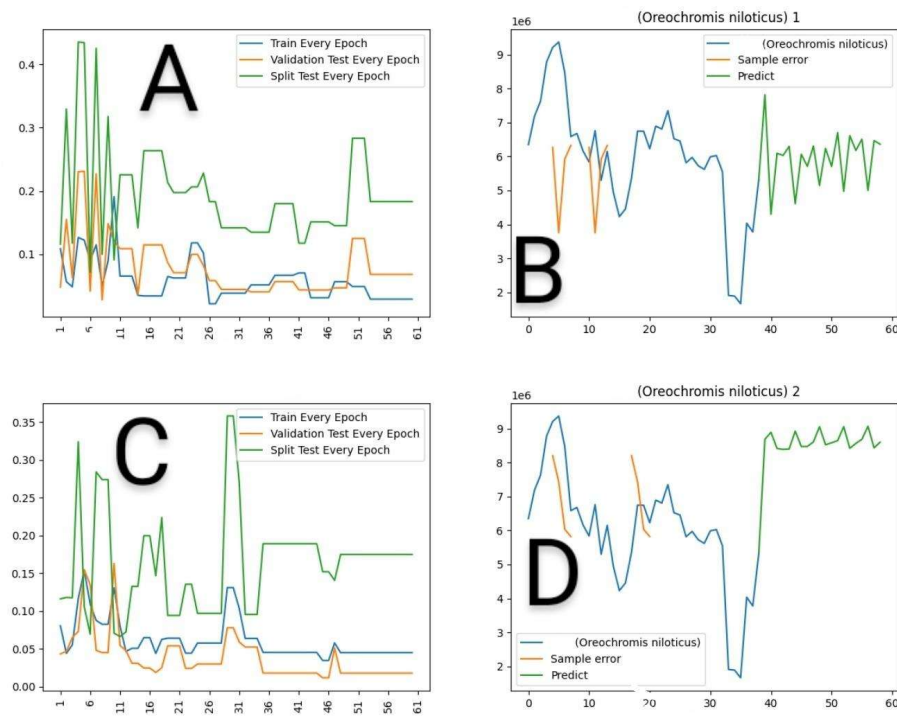 A
Train Every Epoch
Validation Test Every Epoch
Split Test Every Epoch
0.4
0.3
0.2
0.1
1 6 11 16 21 26 31 36 41 46 51 56 61
(Oreochromis niloticus) 1
1e6
B
(Oreochromis niloticus)
Sample error
Predict
9
8
7
6
5
4
3
2
0 10 20 30 40 50 60
C
Train Every Epoch
Validation Test Every Epoch
Split Test Every Epoch
0.35
0.30
0.25
0.20
0.15
0.10
0.05
0.00
1 6 11 16 21 26 31 36 41 46 51 56 61
(Oreochromis niloticus) 2
1e6
D
(Oreochromis niloticus)
Sample error
Predict
9
8
7
6
5
4
3
2
0 10 20 30 40 50 60